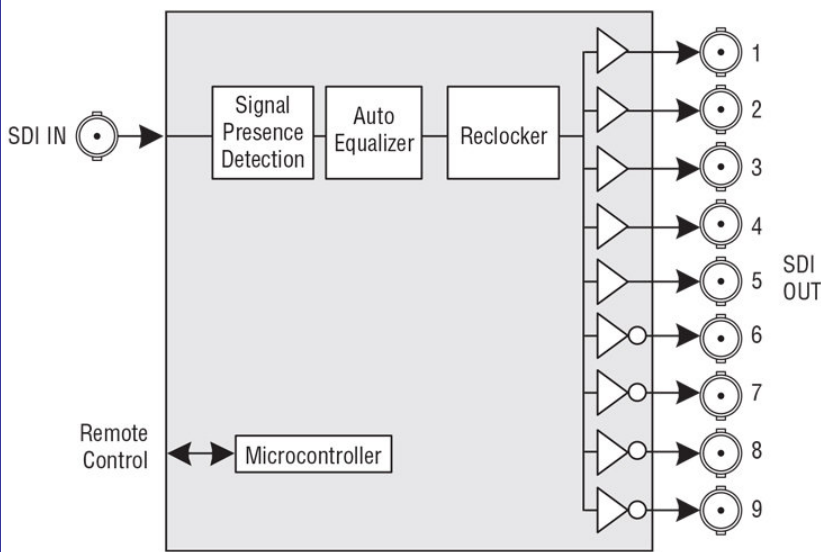 SDI IN
Signal
Presence
Detection
Auto
Equalizer
Reclocker
1
2
3
4
5
6
7
8
9
SDI
OUT
Remote
Control
Microcontroller